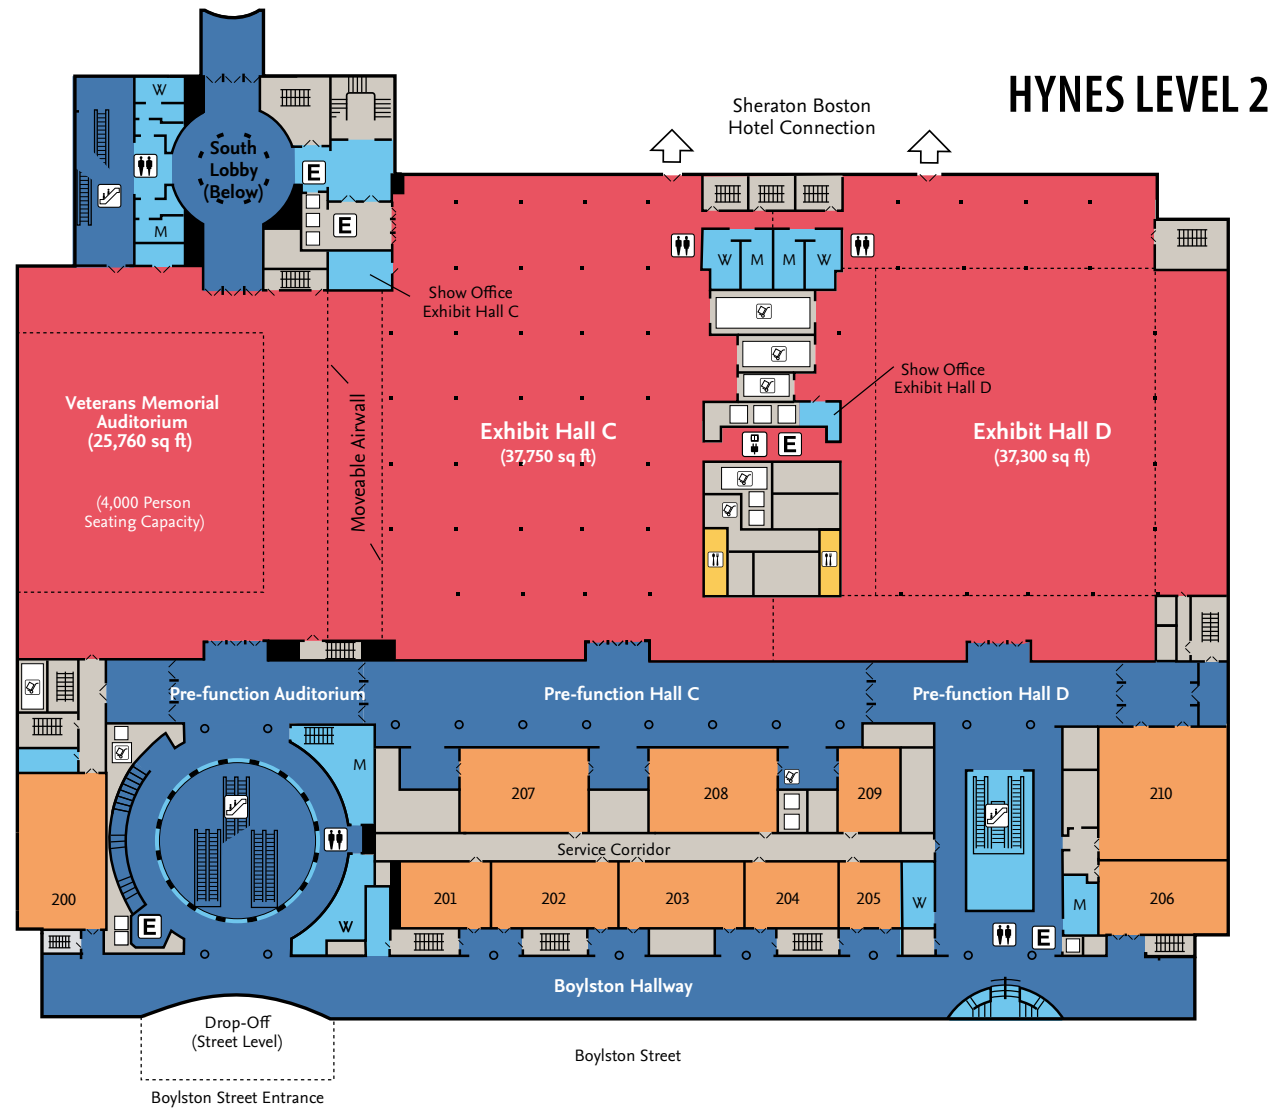 HYNES LEVEL 2
Sheraton Boston
Hotel Connection
W
South
Lobby
(Below)
E
M
E
W
M
M
W
Show Office
Exhibit Hall C
Show Office
Exhibit Hall D
Veterans Memorial
Auditorium
(25,760 sq ft)
(4,000 Person
Seating Capacity)
Moveable Airwall
Exhibit Hall C
(37,750 sq ft)
E
Exhibit Hall D
(37,300 sq ft)
Pre-function Auditorium
Pre-function Hall C
Pre-function Hall D
M
207
208
209
210
Service Corridor
200
E
W
201
202
203
204
205
W
M
206
E
Boylston Hallway
Drop-Off
(Street Level)
Boylston Street
Boylston Street Entrance